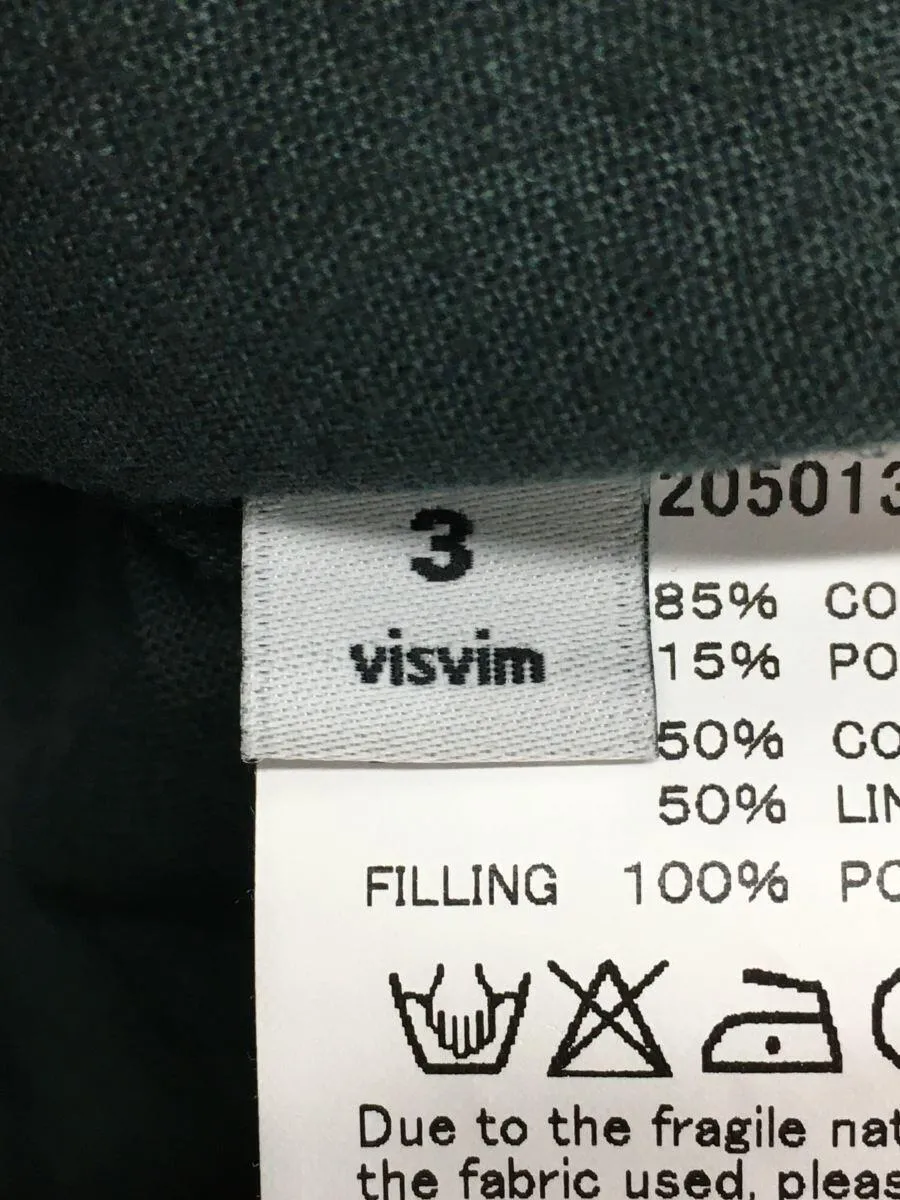 3
visvim
205013
85% CO
15% PO
50% CO
50% LIN
FILLING 100% PO
Due to the fragile nat
the fabric used, pleas